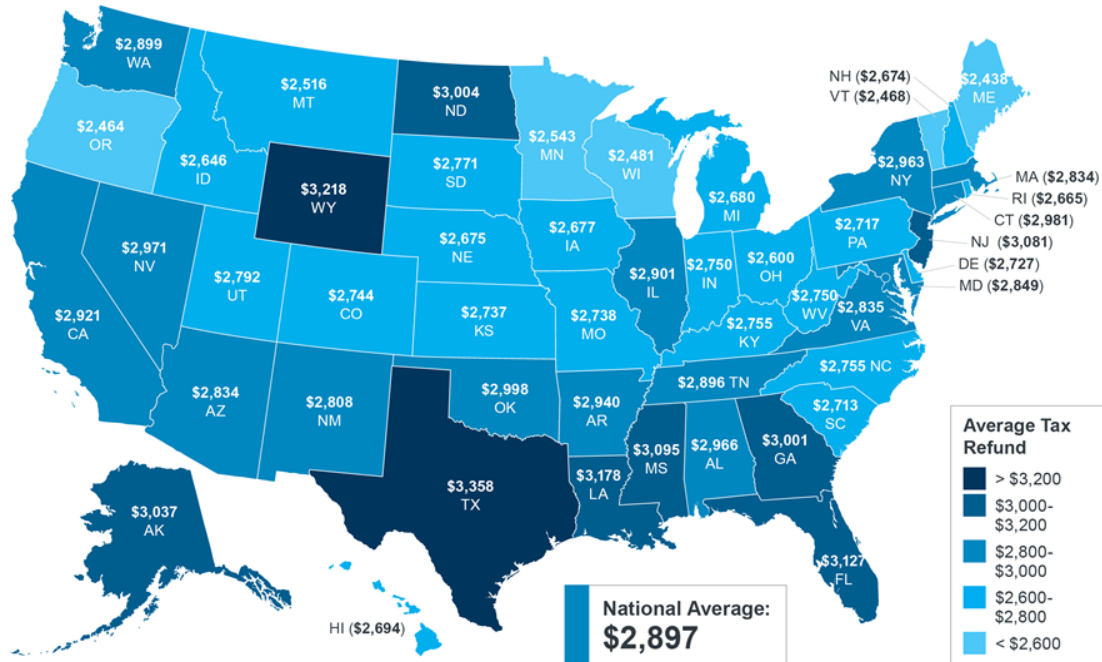 $2,899
WA
$2,516
MT
$3,004
ND
$2,543
MN
NH ($2,674)
VT ($2,468)
$2,438
ME
$2,464
OR
$2,646
ID
$3,218
WY
$2,771
SD
$2,481
WI
$2,680
MI
$2,963
NY
MA ($2,834)
RI ($2,665)
CT ($2,981)
NJ ($3,081)
DE ($2,727)
MD ($2,849)
$2,971
NV
$2,792
UT
$2,744
CO
$2,675
NE
$2,677
IA
$2,901
IL
$2,750
IN
$2,600
OH
$2,717
PA
$2,750
WV
$2,835
VA
$2,921
CA
$2,737
KS
$2,738
MO
$2,755
KY
$2,755 NC
$2,834
AZ
$2,808
NM
$2,998
OK
$2,940
AR
$2,896 TN
$2,713
SC
$3,358
TX
$3,178
LA
$3,095
MS
$2,966
AL
$3,001
GA
$3,127
FL
$3,037
AK
HI ($2,694)
National Average:
$2,897
Average Tax
Refund
> $3,200
$3,000-
$3,200
$2,800-
$3,000
$2,600-
$2,800
< $2,600